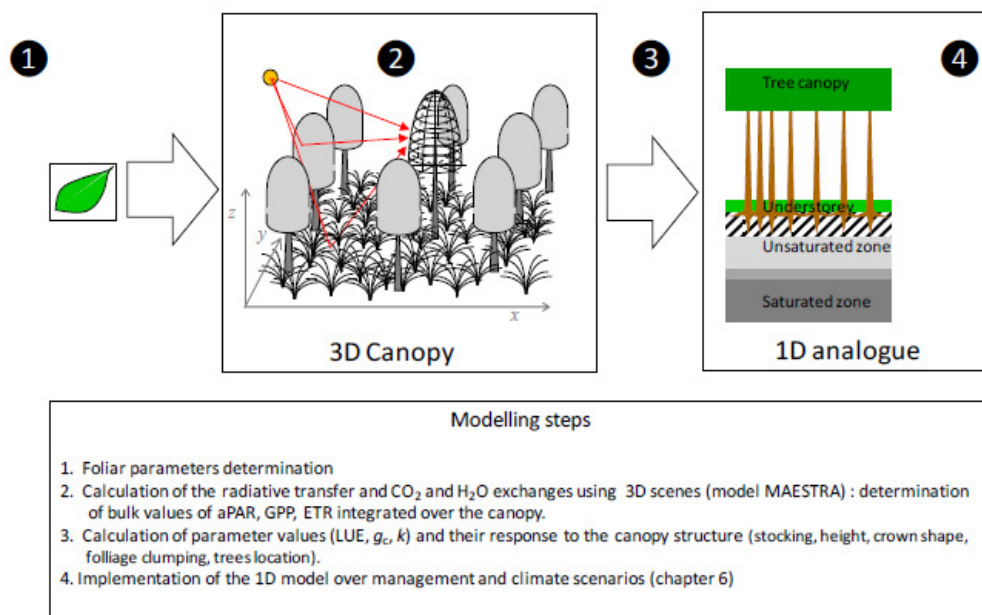 1
2
3
4
Tree canopy
Understorey
Unsaturated zone
Saturated zone
z
y
x
3D Canopy
1D analogue
Modelling steps
1. Foliar parameters determination
2. Calculation of the radiative transfer and CO2 and H2O exchanges using 3D scenes (model MAESTRA) : determination
of bulk values of aPAR, GPP, ETR integrated over the canopy.
3. Calculation of parameter values (LUE, gc, k) and their response to the canopy structure (stocking, height, crown shape,
folliage clumping, trees location).
4. Implementation of the 1D model over management and climate scenarios (chapter 6)